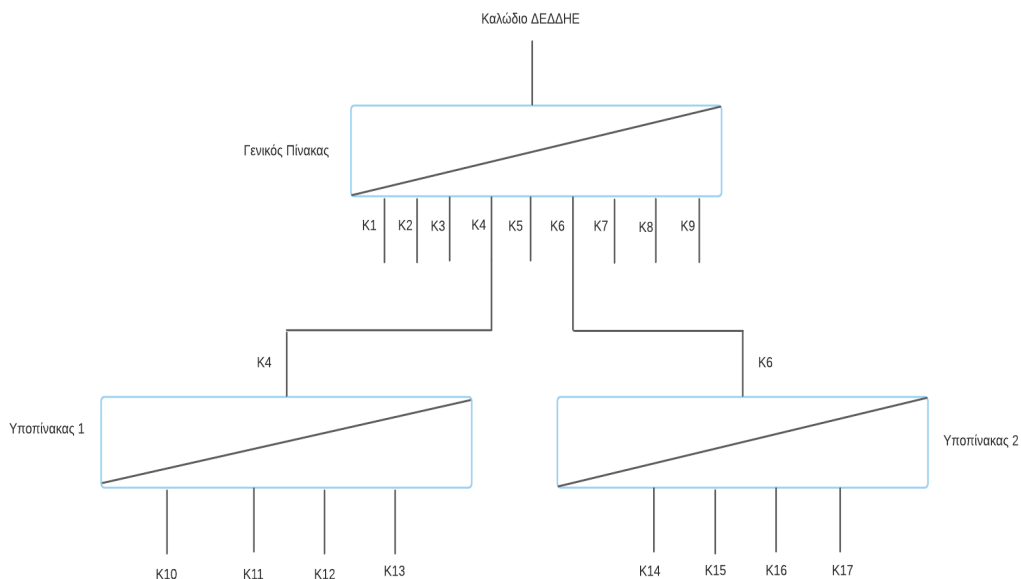 Καλώδιο ΔΕΔΔΗΕ
Γενικός Πίνακας
K1 K2 K3 K4 K5 K6 K7 K8 K9
K4 K6
Υποπίνακας 1
Υποπίνακας 2
K10 K11 K12 K13
K14 K15 K16 K17